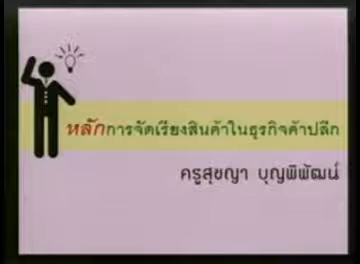 หลักการจัดเรียงสินค้าในธุรกิจค้าปลีก
ครูสุชญา บุญพิพัฒน์